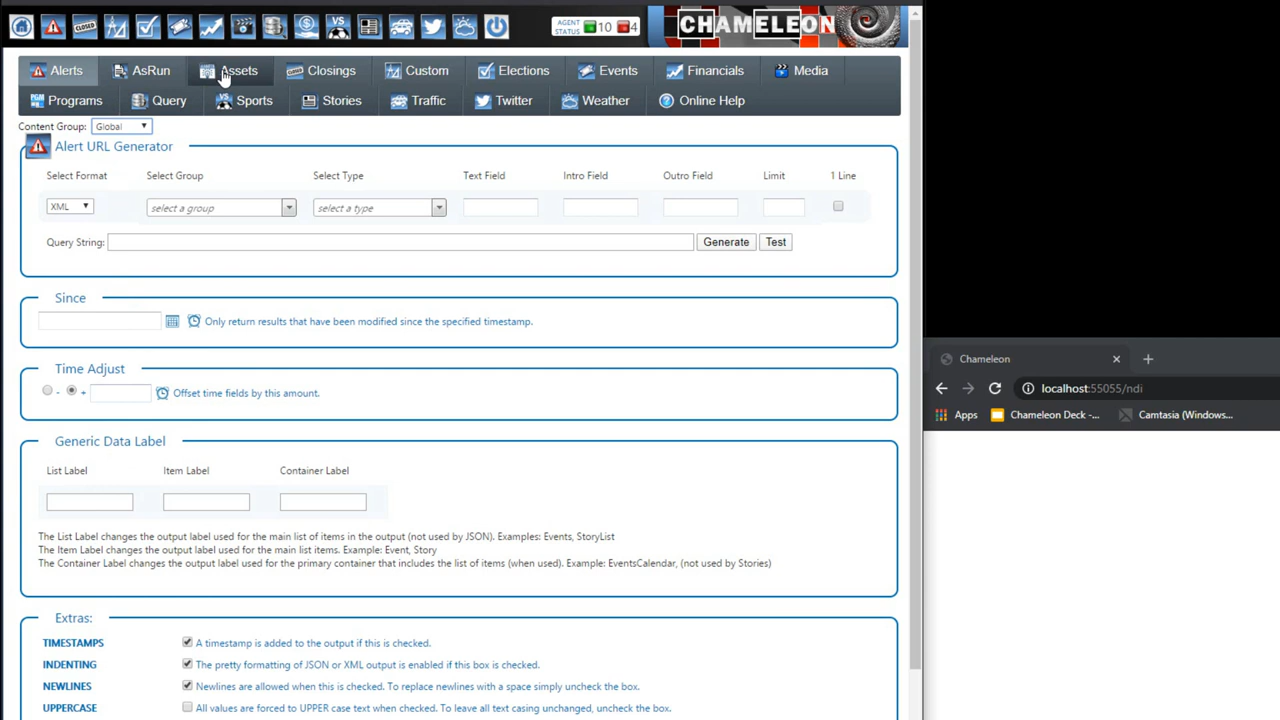 CLOSED
VS
AGENT STATUS 10 4
CHAMELEON
Alerts AsRun Assets Closings Custom Elections Events Financials Media
Programs Query Sports Stories Traffic Twitter Weather Online Help
Content Group: Global
Alert URL Generator
Select Format Select Group Select Type Text Field Intro Field Outro Field Limit 1 Line
XML select a group select a type
Query String: Generate Test
Since
Only return results that have been modified since the specified timestamp.
Time Adjust
- + Offset time fields by this amount.
Generic Data Label
List Label Item Label Container Label
The List Label changes the output label used for the main list of items in the output (not used by JSON). Examples: Events, StoryList
The Item Label changes the output label used for the main list items. Example: Event, Story
The Container Label changes the output label used for the primary container that includes the list of items (when used). Example: EventsCalendar, (not used by Stories)
Extras:
TIMESTAMPS A timestamp is added to the output if this is checked.
INDENTING The pretty formatting of JSON or XML output is enabled if this box is checked.
NEWLINES Newlines are allowed when this is checked. To replace newlines with a space simply uncheck the box.
UPPERCASE All values are forced to UPPER case text when checked. To leave all text casing unchanged, uncheck the box.
Chameleon
localhost:55055/ndi
Apps Chameleon Deck -... Camtasia (Windows...